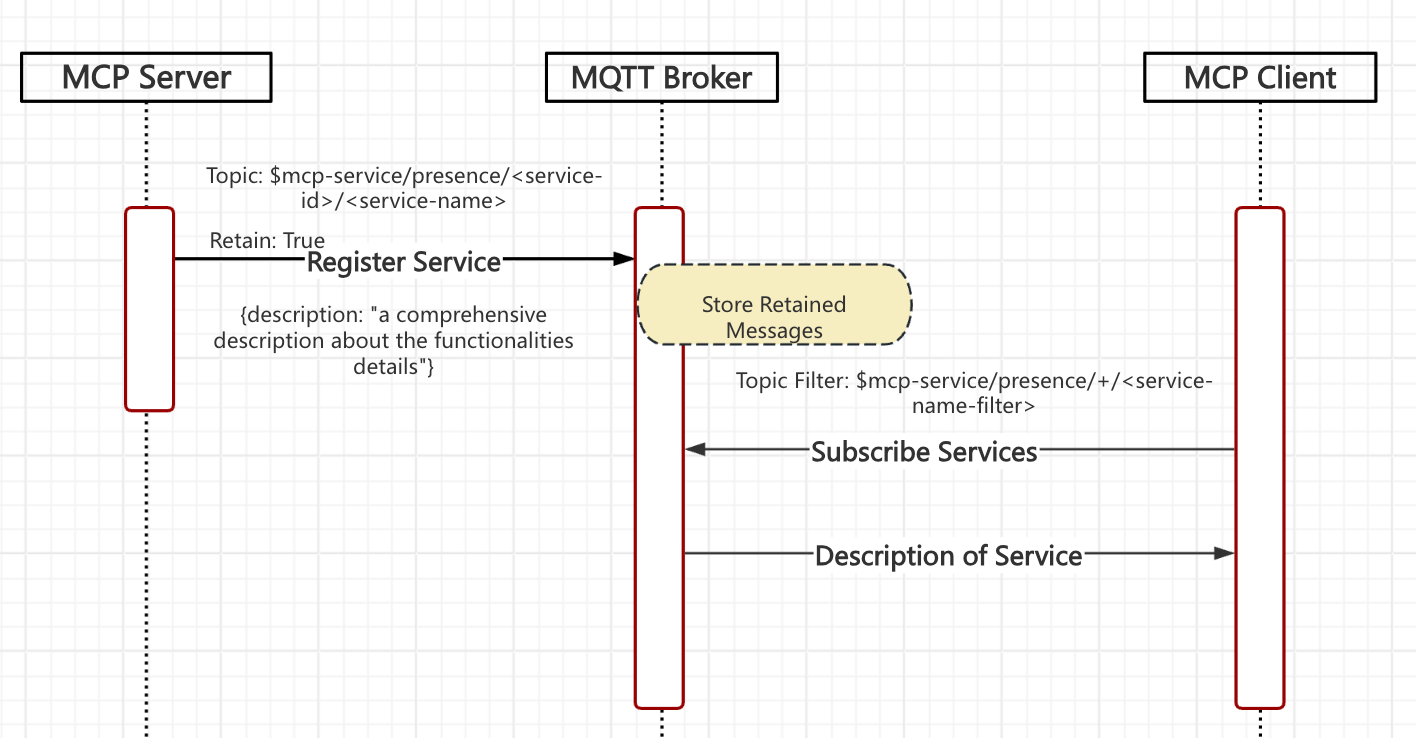 MCP Server
MQTT Broker
MCP Client
Topic: $mcp-service/presence/<service-
id>/<service-name>
Retain: True
Register Service
{description: "a comprehensive
description about the functionalities
details"}
Store Retained
Messages
Topic Filter: $mcp-service/presence/+/<service-
name-filter>
Subscribe Services
Description of Service